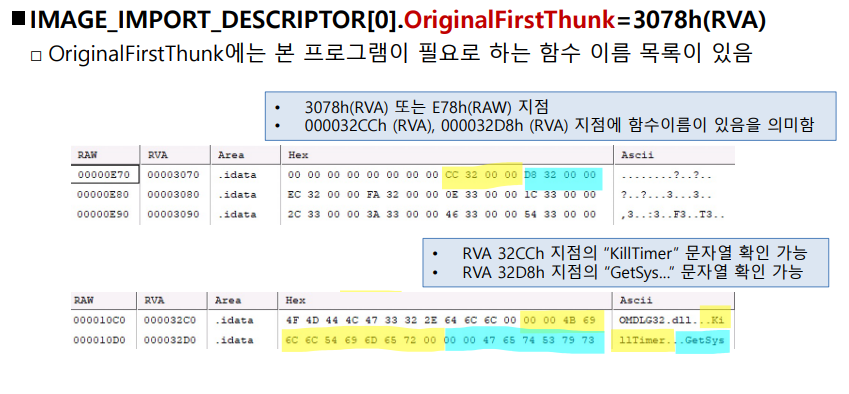 ■IMAGE_IMPORT_DESCRIPTOR[0].OriginalFirstThunk=3078h(RVA)
□ OriginalFirstThunk에는 본 프로그램이 필요로 하는 함수 이름 목록이 있음
• 3078h(RVA) 또는 E78h(RAW) 지점
• 000032CCh (RVA), 000032D8h (RVA) 지점에 함수이름이 있음을 의미함
RAW RVA Area Hex Ascii
00000E70 00003070 .idata 00 00 00 00 00 00 00 00 CC 32 00 00 D8 32 00 00 ........?..?..
00000E80 00003080 .idata EC 32 00 00 FA 32 00 00 0E 33 00 00 1C 33 00 00 ?..?...3...3..
00000E90 00003090 .idata 2C 33 00 00 3A 33 00 00 46 33 00 00 54 33 00 00 ,3..:3..F3..T3..
• RVA 32CCh 지점의 “KillTimer” 문자열 확인 가능
• RVA 32D8h 지점의 “GetSys...” 문자열 확인 가능
RAW RVA Area Hex Ascii
000010C0 000032C0 .idata 4F 4D 44 4C 47 33 32 2E 64 6C 6C 00 00 00 4B 69 OMDLG32.dll...Ki
000010D0 000032D0 .idata 6C 6C 54 69 6D 65 72 00 00 00 47 65 74 53 79 73 llTimer...GetSys